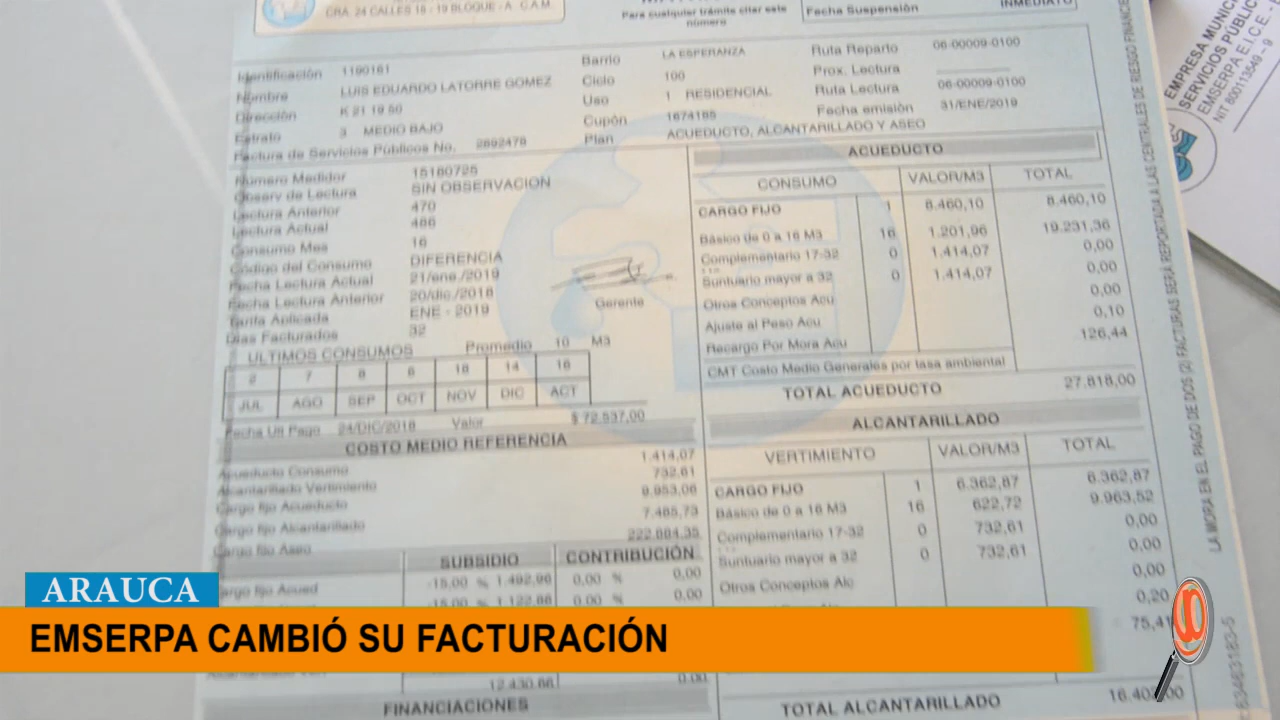 CRA. 24 CALLES 18 - 19 BLOQUE - A C.A.M.
Para cualquier trámite citar este
número
Fecha Suspensión INMEDIATO
Identificación 1190161
Nombre LUIS EDUARDO LATORRE GOMEZ
Dirección K 21 19 50
Estrato 3 MEDIO BAJO
Factura de Servicios Públicos No. 2692478
Barrio LA ESPERANZA
Ciclo 100
Uso 1 RESIDENCIAL
Cupón 1674185
Plan ACUEDUCTO, ALCANTARILLADO Y ASEO
Ruta Reparto 06-00009-0100
Prox. Lectura
Ruta Lectura 06-00009-0100
Fecha emisión 31/ENE/2019
Número Medidor 15180725
Observ de Lectura SIN OBSERVACION
Lectura Anterior 470
Lectura Actual 486
Consumo Mes 16
Código del Consumo DIFERENCIA
Fecha Lectura Actual 21/ene./2019
Fecha Lectura Anterior 20/dic./2018
Tarifa Aplicada ENE - 2019
Dias Facturados 32
Gerente
ULTIMOS CONSUMOS Promedio 10 M3
7 8 9 10 14 16
JUL AGO SEP OCT NOV DIC ACT
Fecha Ult Pago 24/DIC/2018 Valor $ 72.537,00
COSTO MEDIO REFERENCIA
Acueducto Consumo 1.414,07
Alcantarillado Vertimiento 732,61
Cargo fijo Acueducto 9.953,06
Cargo fijo Alcantarillado 7.485,73
Cargo fijo Aseo 222.884,35
SUBSIDIO CONTRIBUCIÓN
Cargo fijo Acued -15,00 % 1.492,96 0,00 % 0,00
-15,00 % 1.122,86 0,00 % 0,00
12.430,66 0,00
FINANCIACIONES
ACUEDUCTO
CONSUMO VALOR/M3 TOTAL
CARGO FIJO 1 8.460,10 8.460,10
Básico de 0 a 16 M3 16 1.201,96 19.231,36
Complementario 17-32 0 1.414,07 0,00
Suntuario mayor a 32 0 1.414,07 0,00
Otros Conceptos Acu 0,00
Ajuste al Peso Acu 0,10
Recargo Por Mora Acu 126,44
CMT Costo Medio Generales por tasa ambiental
TOTAL ACUEDUCTO 27.818,00
ALCANTARILLADO
VERTIMIENTO VALOR/M3 TOTAL
CARGO FIJO 1 6.362,87 6.362,87
Básico de 0 a 16 M3 16 622,72 9.963,52
Complementario 17-32 0 732,61 0,00
Suntuario mayor a 32 0 732,61 0,00
Otros Conceptos Alc 0,00
0,20
75,41
TOTAL ALCANTARILLADO
LA MORA EN EL PAGO DE DOS (2) FACTURAS SERÁ REPORTADA A LAS CENTRALES DE RIESGO FINANCIE
EMPRESA MUNIC
SERVICIOS PÚBLIC
EMSERPA E.I.C.E. -
NIT 800113549 - 9
ARAUCA
EMSERPA CAMBIÓ SU FACTURACIÓN